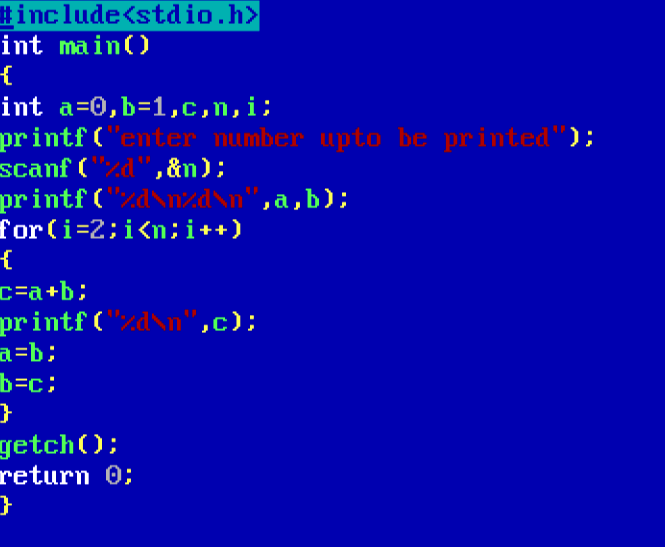 #include<stdio.h>
int main()
{
int a=0,b=1,c,n,i;
printf("enter number upto be printed");
scanf("%d",&n);
printf("%d\n%d\n",a,b);
for(i=2;i<n;i++)
{
c=a+b;
printf("%d\n",c);
a=b;
b=c;
}
getch();
return 0;
}